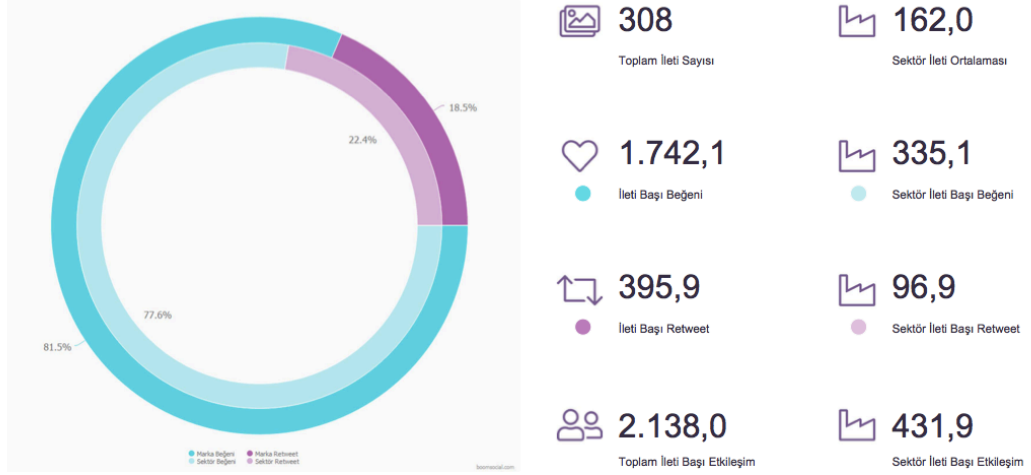 18.5%
22.4%
77.6%
81.5%
Marka Beğeni
Marka Retweet
Sektör Beğeni
Sektör Retweet
boomsocial.com
308
Toplam İleti Sayısı
162,0
Sektör İleti Ortalaması
1.742,1
İleti Başı Beğeni
335,1
Sektör İleti Başı Beğeni
395,9
İleti Başı Retweet
96,9
Sektör İleti Başı Retweet
2.138,0
Toplam İleti Başı Etkileşim
431,9
Sektör İleti Başı Etkileşim